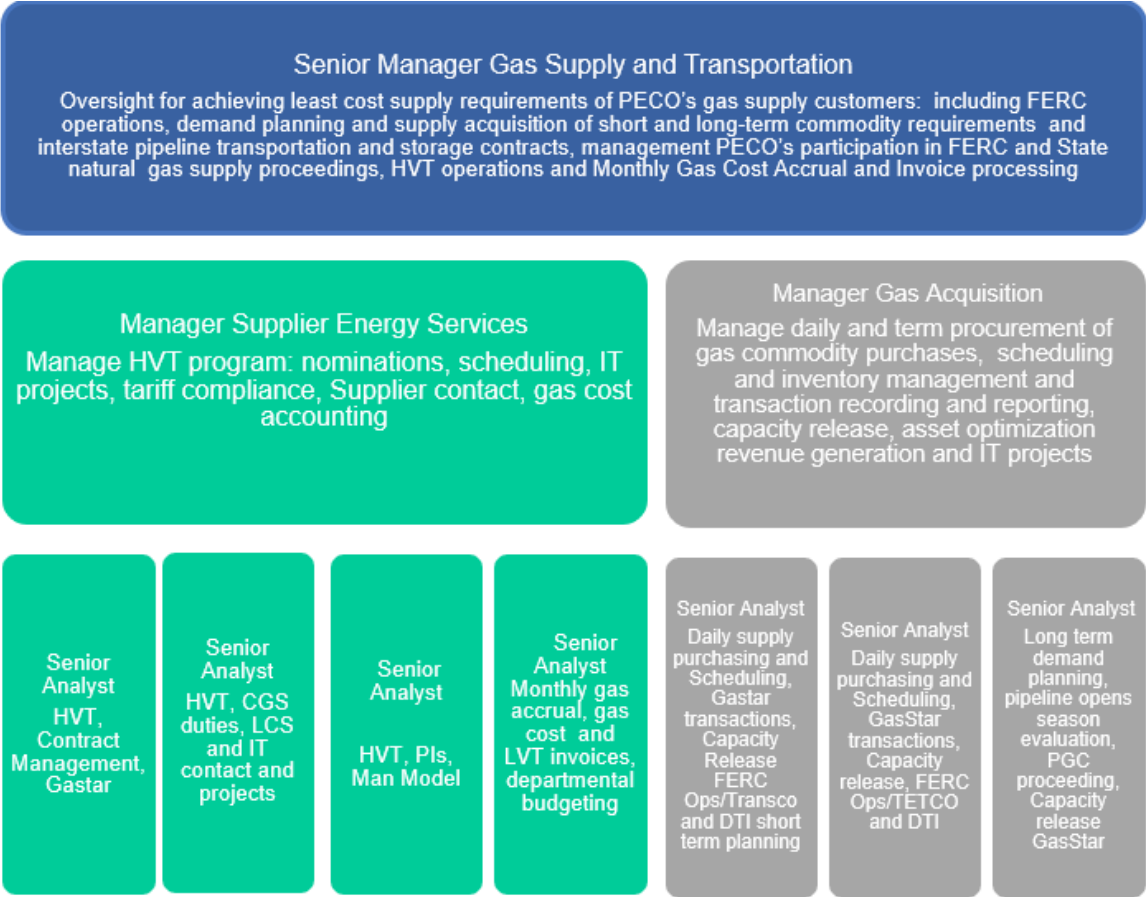 Senior Manager Gas Supply and Transportation
Oversight for achieving least cost supply requirements of PECO's gas supply customers: including FERC
operations, demand planning and supply acquisition of short and long-term commodity requirements and
interstate pipeline transportation and storage contracts, management PECO's participation in FERC and State
natural gas supply proceedings, HVT operations and Monthly Gas Cost Accrual and Invoice processing
Manager Supplier Energy Services
Manage HVT program: nominations, scheduling, IT
projects, tariff compliance, Supplier contact, gas cost
accounting
Manager Gas Acquisition
Manage daily and term procurement of
gas commodity purchases, scheduling
and inventory management and
transaction recording and reporting,
capacity release, asset optimization
revenue generation and IT projects
Senior
Analyst
HVT,
Contract
Management,
Gastar
Senior
Analyst
HVT, CGS
duties, LCS
and IT
contact and
projects
Senior
Analyst
HVT, PIs,
Man Model
Senior
Analyst
Monthly gas
accrual, gas
cost and
LVT invoices,
departmental
budgeting
Senior Analyst
Daily supply
purchasing and
Scheduling,
Gastar
transactions,
Capacity
Release
FERC
Ops/Transco
and DTI short
term planning
Senior Analyst
Daily supply
purchasing and
Scheduling,
GasStar
transactions,
Capacity
release, FERC
Ops/TETCO
and DTI
Senior Analyst
Long term
demand
planning,
pipeline opens
season
evaluation,
PGC
proceeding,
Capacity
release
GasStar